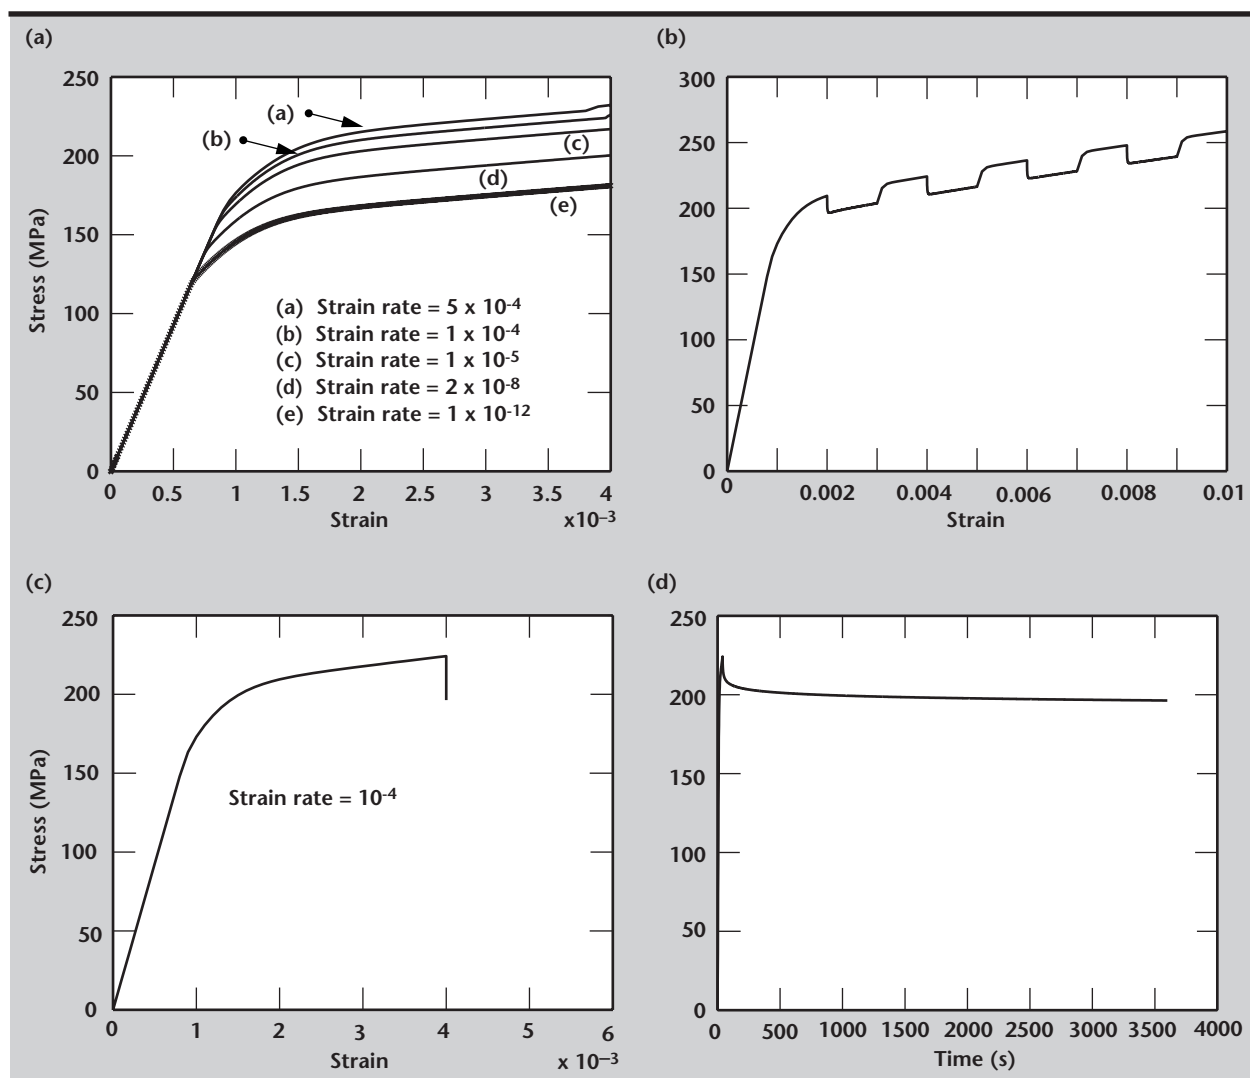 (a)
250
200
150
100
50
0
Stress (MPa)
(a)
(b)
(c)
(d)
(e)
(a) Strain rate = 5 x 10-4
(b) Strain rate = 1 x 10-4
(c) Strain rate = 1 x 10-5
(d) Strain rate = 2 x 10-8
(e) Strain rate = 1 x 10-12
0 0.5 1 1.5 2 2.5 3 3.5 4
Strain
x10–3
(b)
300
250
200
150
100
50
0
Stress (MPa)
0 0.002 0.004 0.006 0.008 0.01
Strain
(c)
250
200
150
100
50
0
Stress (MPa)
Strain rate = 10-4
0 1 2 3 4 5 6
Strain
x 10–3
(d)
250
200
150
100
50
0
Stress (MPa)
0 500 1000 1500 2000 2500 3000 3500 4000
Time (s)